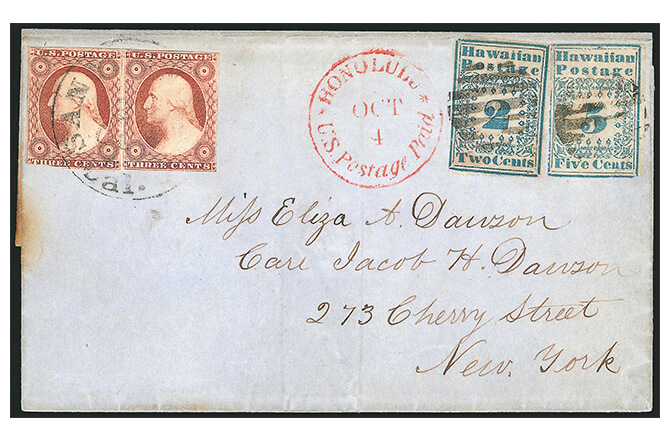 U.S. POSTAGE
THREE CENTS
U.S. POSTAGE
THREE CENTS
SAN
Cal.
HONOLULU
OCT
4
U.S. Postage Paid
Hawaiian
Postage
2
Two Cents
Hawaiian
Postage
5
Five Cents
Miss Eliza A. Dawson
Care Jacob H. Dawson
273 Cherry Street
New York